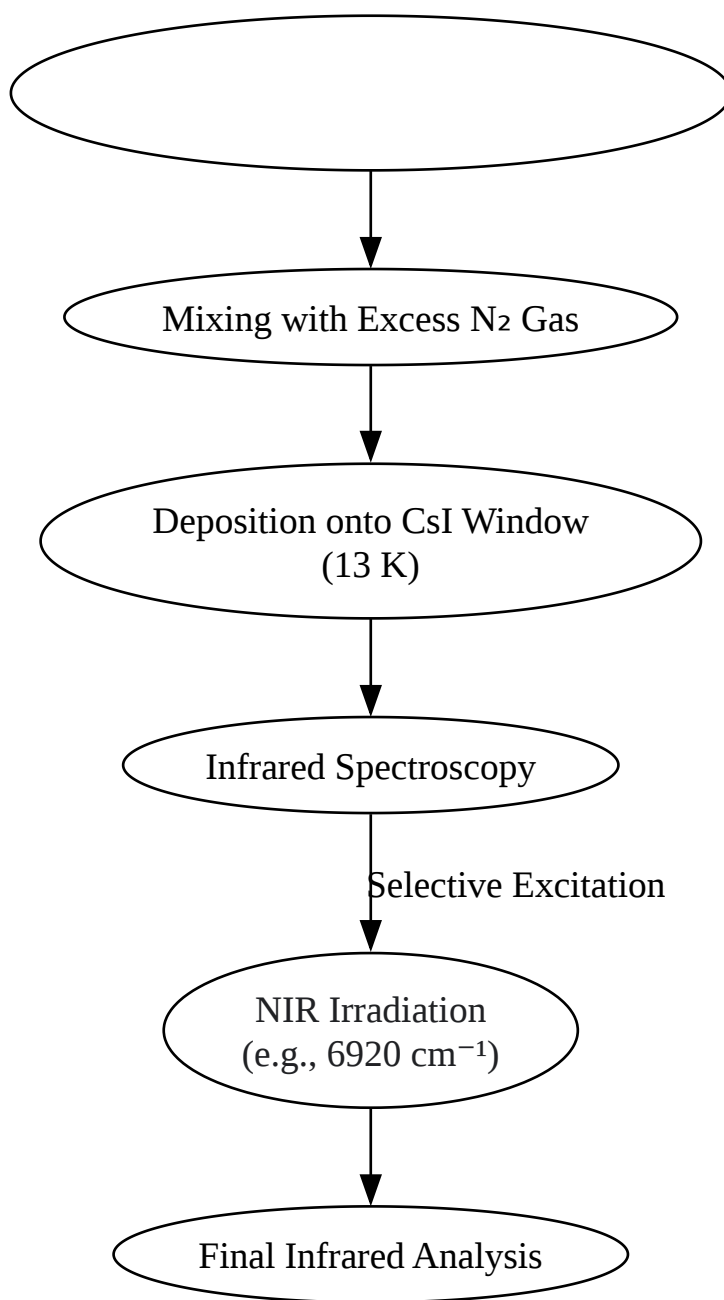 Mixing with Excess N₂ Gas
Deposition onto CsI Window
(13 K)
Infrared Spectroscopy
Selective Excitation
NIR Irradiation
(e.g., 6920 cm⁻¹)
Final Infrared Analysis